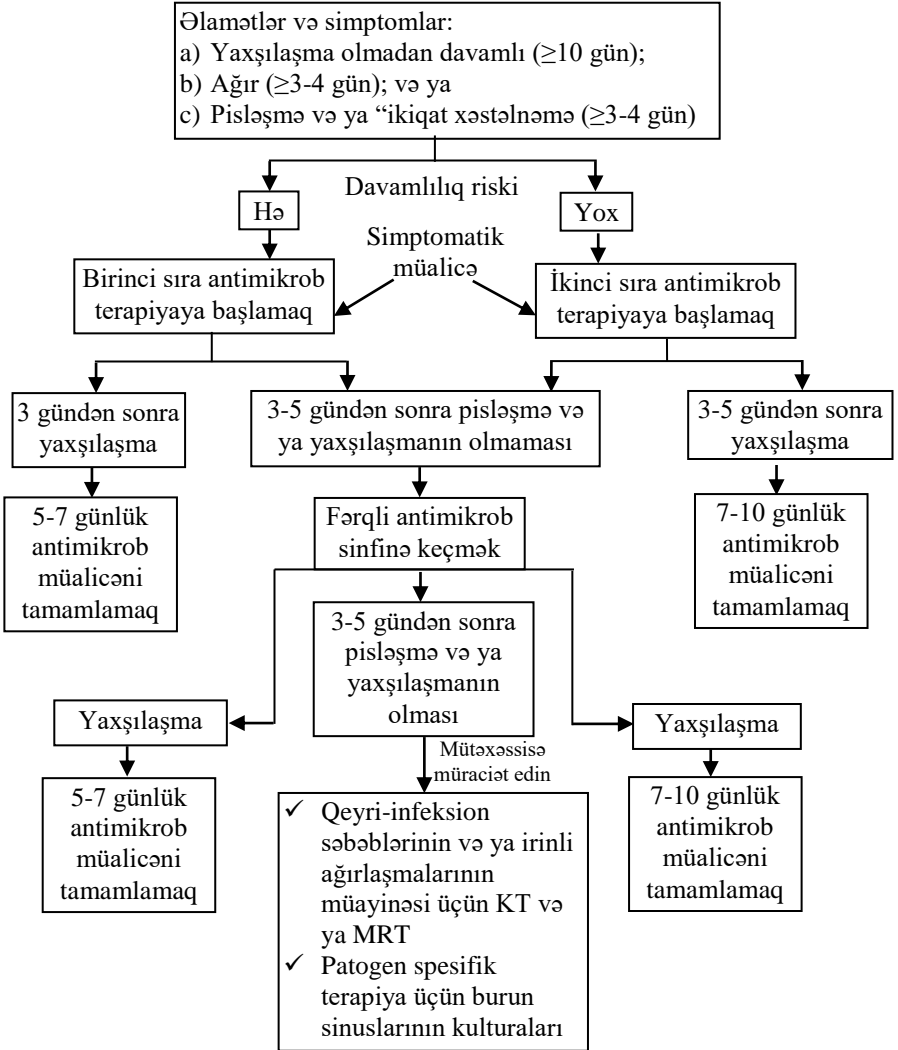 Əlamətlər və simptomlar:
a) Yaxşılaşma olmadan davamlı (≥10 gün);
b) Ağır (≥3-4 gün); və ya
c) Pisləşmə və ya “ikiqat xəstəlnəmə (≥3-4 gün)
Davamlılıq riski
Hə
Yox
Simptomatik
müalicə
Birinci sıra antimikrob
terapiyaya başlamaq
İkinci sıra antimikrob
terapiyaya başlamaq
3 gündən sonra
yaxşılaşma
3-5 gündən sonra pisləşmə və
ya yaxşılaşmanın olmaması
3-5 gündən sonra
yaxşılaşma
5-7 günlük
antimikrob
müalicəni
tamamlamaq
Fərqli antimikrob
sinfinə keçmək
7-10 günlük
antimikrob
müalicəni
tamamlamaq
3-5 gündən sonra
pisləşmə və ya
yaxşılaşmanın
olması
Yaxşılaşma
Yaxşılaşma
Mütəxəssisə
müraciət edin
5-7 günlük
antimikrob
müalicəni
tamamlamaq
✓ Qeyri-infeksion
səbəblərinin və ya irinli
ağırlaşmalarının
müayinəsi üçün KT və
ya MRT
✓ Patogen spesifik
terapiya üçün burun
sinuslarının kulturaları
7-10 günlük
antimikrob
müalicəni
tamamlamaq